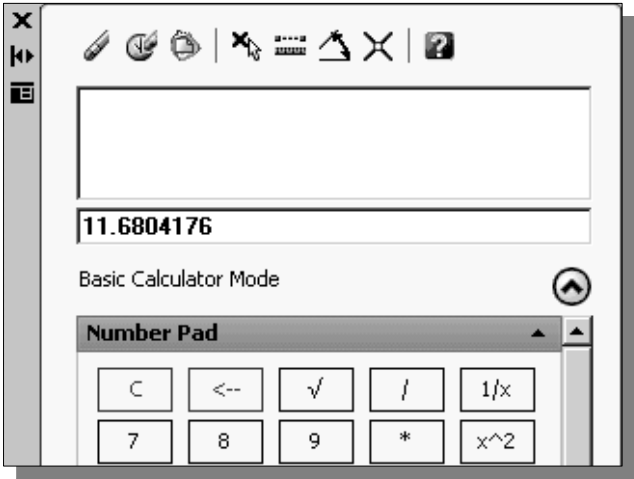 ?
11.6804176
Basic Calculator Mode
Number Pad
C <-- √ / 1/x
7 8 9 * x^2